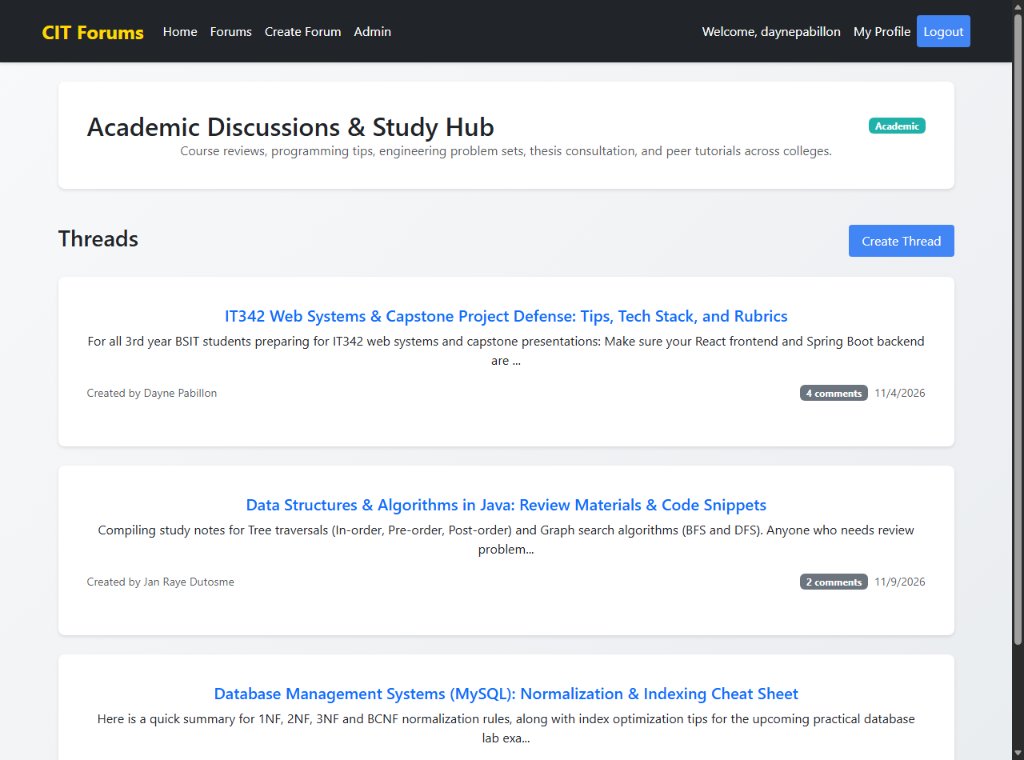 CIT Forums Home Forums Create Forum Admin Welcome, daynepabillon My Profile Logout
Academic Discussions & Study Hub Academic
Course reviews, programming tips, engineering problem sets, thesis consultation, and peer tutorials across colleges.
Threads Create Thread
IT342 Web Systems & Capstone Project Defense: Tips, Tech Stack, and Rubrics
For all 3rd year BSIT students preparing for IT342 web systems and capstone presentations: Make sure your React frontend and Spring Boot backend
are ...
Created by Dayne Pabillon 4 comments 11/4/2026
Data Structures & Algorithms in Java: Review Materials & Code Snippets
Compiling study notes for Tree traversals (In-order, Pre-order, Post-order) and Graph search algorithms (BFS and DFS). Anyone who needs review
problem...
Created by Jan Raye Dutosme 2 comments 11/9/2026
Database Management Systems (MySQL): Normalization & Indexing Cheat Sheet
Here is a quick summary for 1NF, 2NF, 3NF and BCNF normalization rules, along with index optimization tips for the upcoming practical database
lab exa...